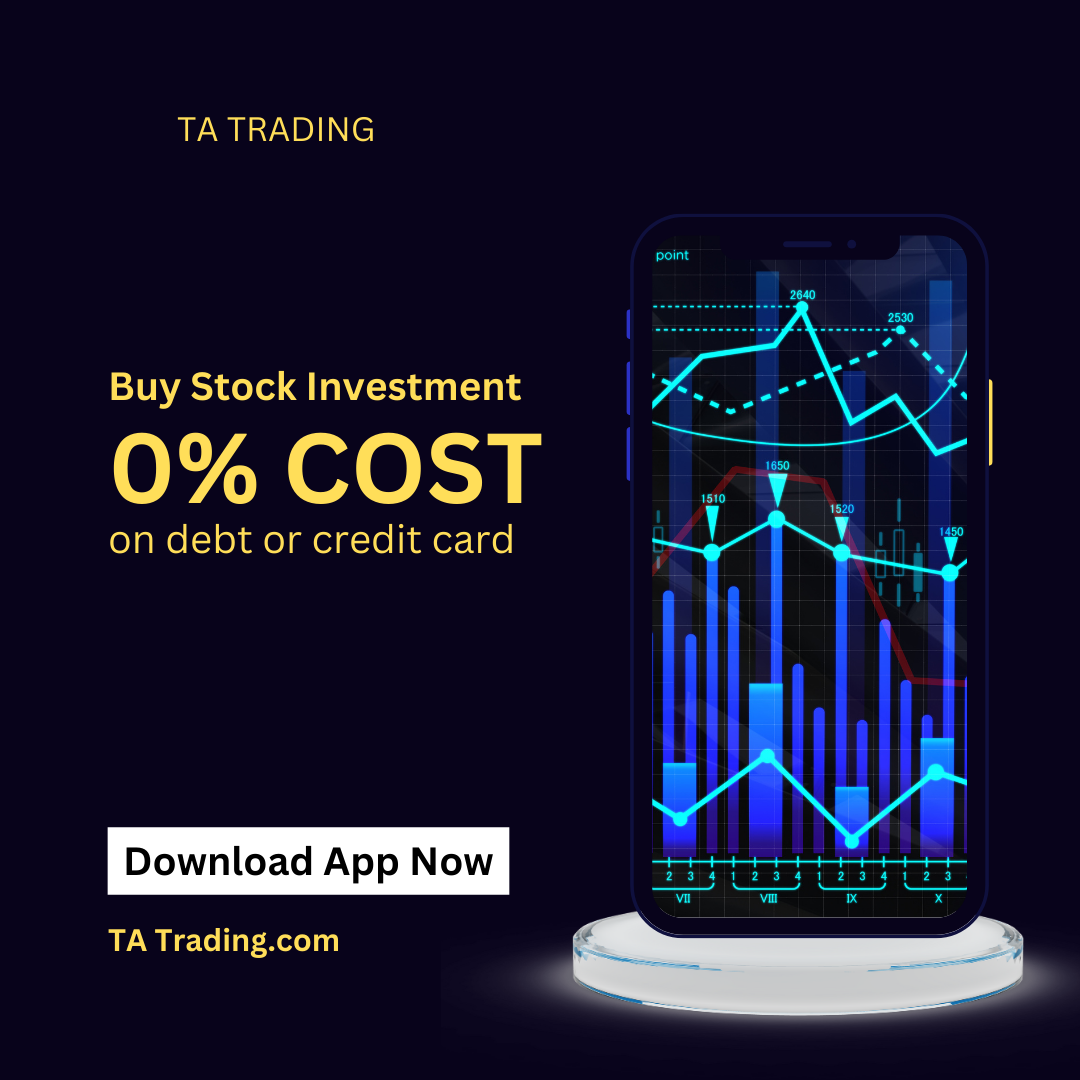 TA TRADING
Buy Stock Investment
0% COST
on debt or credit card
Download App Now
TA Trading.com
point
2640
2530
1650
1510
1520
1450
2 3 4 1 2 3 4 1 2 3 4 1 2 3
VII VIII IX X